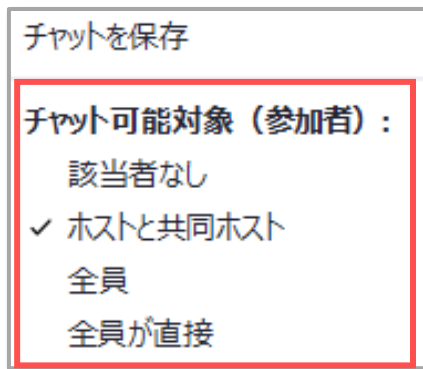 チャットを保存
チャット可能対象（参加者）:
該当者なし
✓ ホストと共同ホスト
全員
全員が直接